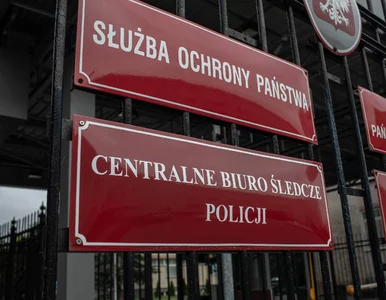 SŁUŻBA OCHRONY PAŃSTWA
CENTRALNE BIURO ŚLEDCZE
POLICJI